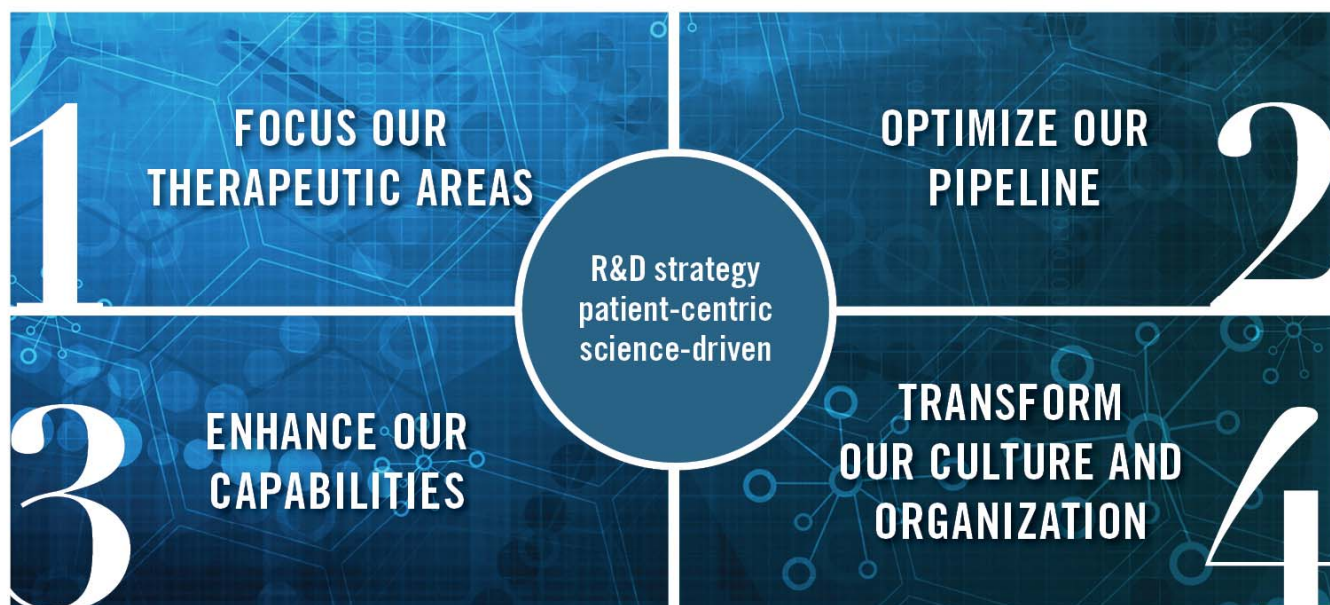 1
FOCUS OUR
THERAPEUTIC AREAS
2
OPTIMIZE OUR
PIPELINE
R&D strategy
patient-centric
science-driven
3
ENHANCE OUR
CAPABILITIES
4
TRANSFORM
OUR CULTURE AND
ORGANIZATION